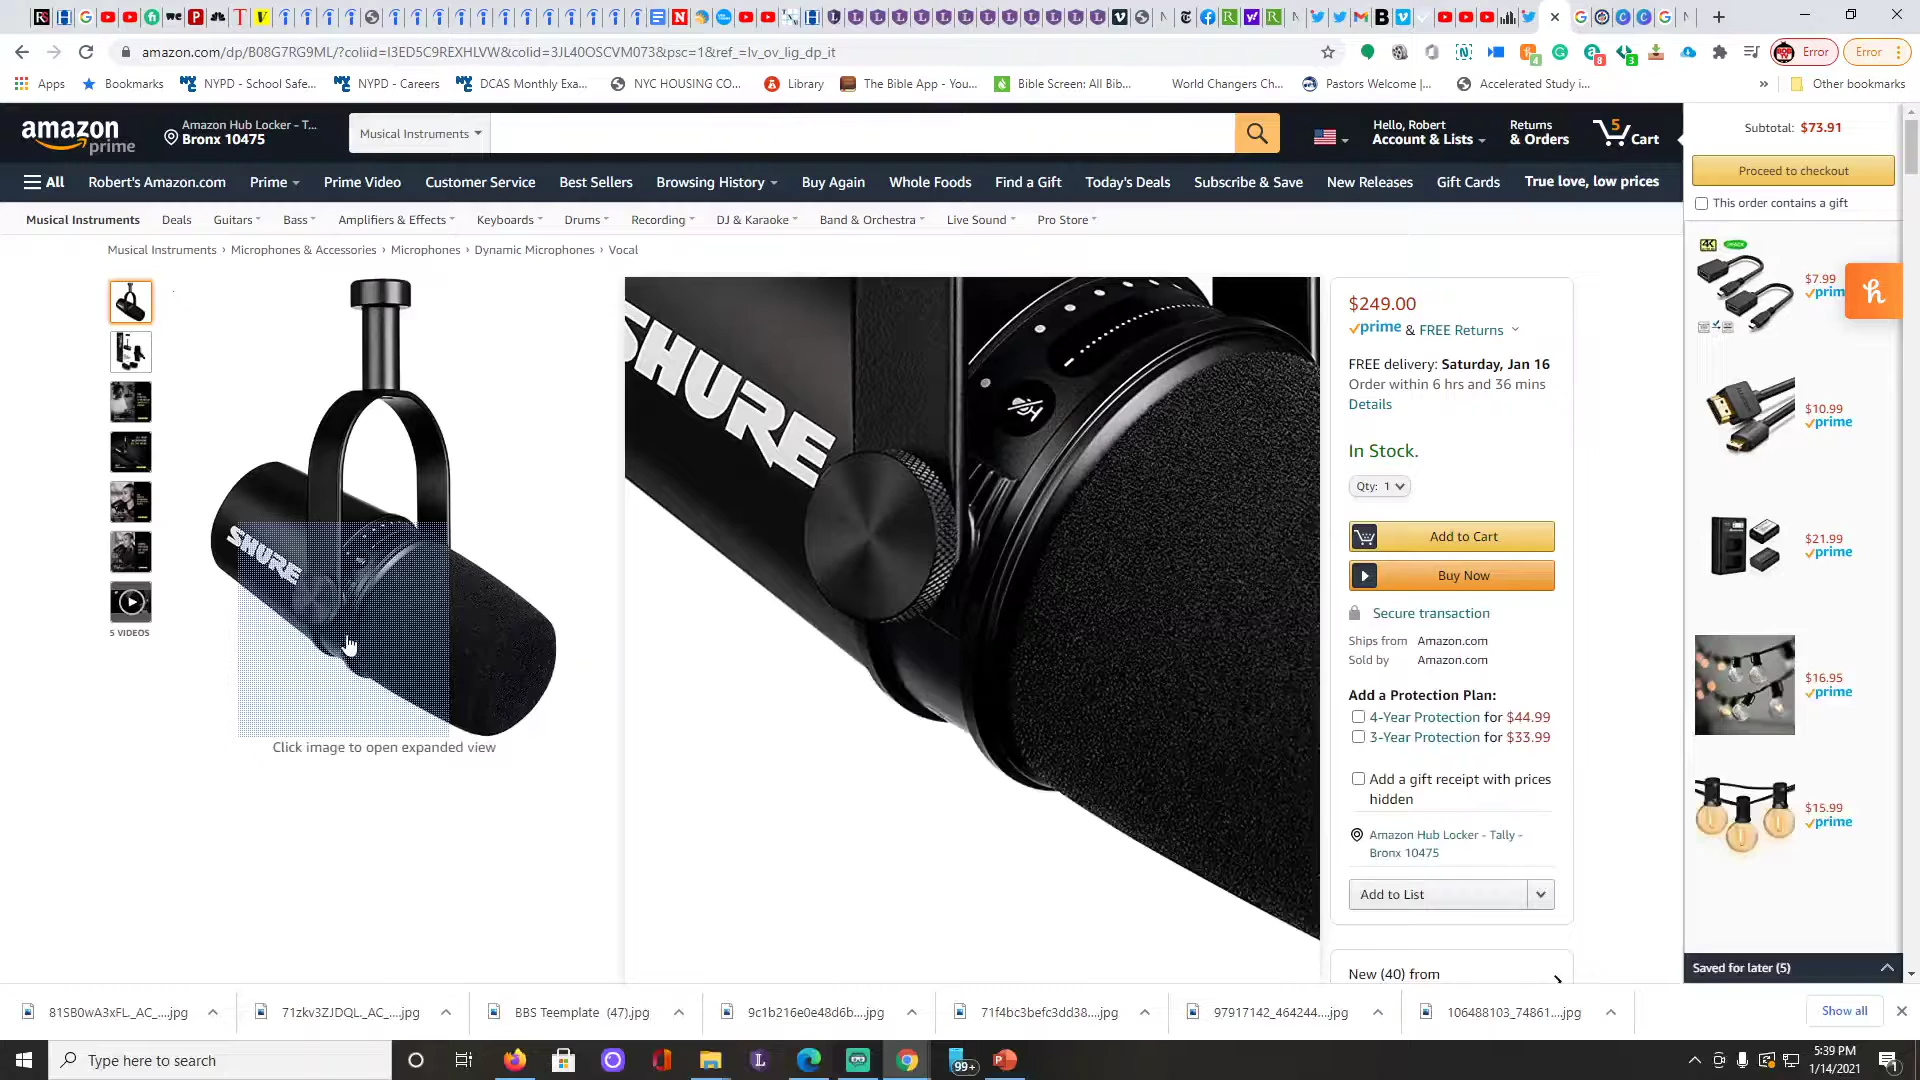 amazon.com/dp/B08G7RG9ML/?coliid=I3ED5C9REXHLVW&colid=3JL40OSCVM073&psc=1&ref_=lv_ov_lig_dp_it
4
8
3
Error
Error
Apps
Bookmarks
NYPD - School Safe...
NYPD - Careers
DCAS Monthly Exa...
NYC HOUSING CO...
Library
The Bible App - You...
Bible Screen: All Bib...
World Changers Ch...
Pastors Welcome |...
Accelerated Study i...
»
Other bookmarks
amazon prime
Amazon Hub Locker - T...
Bronx 10475
Musical Instruments
Hello, Robert
Account & Lists
Returns
& Orders
5
Cart
Subtotal: $73.91
Proceed to checkout
This order contains a gift
All
Robert's Amazon.com
Prime
Prime Video
Customer Service
Best Sellers
Browsing History
Buy Again
Whole Foods
Find a Gift
Today's Deals
Subscribe & Save
New Releases
Gift Cards
True love, low prices
Musical Instruments
Deals
Guitars
Bass
Amplifiers & Effects
Keyboards
Drums
Recording
DJ & Karaoke
Band & Orchestra
Live Sound
Pro Store
Musical Instruments › Microphones & Accessories › Microphones › Dynamic Microphones › Vocal
5 VIDEOS
SHURE
Click image to open expanded view
SHURE
$249.00
prime & FREE Returns
FREE delivery: Saturday, Jan 16
Order within 6 hrs and 36 mins
Details
In Stock.
Qty: 1
Add to Cart
Buy Now
Secure transaction
Ships from Amazon.com
Sold by Amazon.com
Add a Protection Plan:
4-Year Protection for $44.99
3-Year Protection for $33.99
Add a gift receipt with prices
hidden
Amazon Hub Locker - Tally -
Bronx 10475
Add to List
New (40) from
4K
$7.99
prim
h
$10.99
prime
$21.99
prime
$16.95
prime
$15.99
prime
Saved for later (5)
81SB0wA3xFL._AC_....jpg
71zkv3ZJDQL._AC_....jpg
BBS Teemplate (47).jpg
9c1b216e0e48d6b....jpg
71f4bc3befc3dd38....jpg
97917142_464244....jpg
106488103_74861....jpg
Show all
Type here to search
99+
5:39 PM
1/14/2021
1